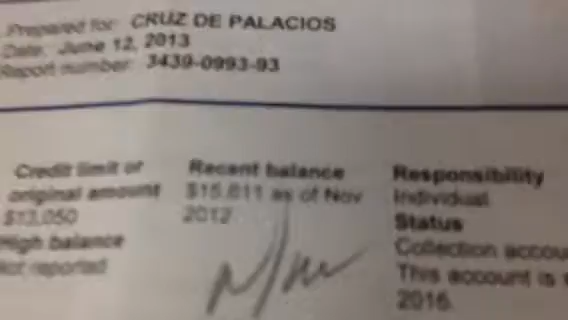 Prepared for: CRUZ DE PALACIOS
Date: June 12, 2013
Report number: 3439-0993-93
Credit limit or
original amount
$13,050
High balance
Not reported
Recent balance
$15,611 as of Nov
2012
Responsibility
Individual
Status
Collection accou
This account is
2016